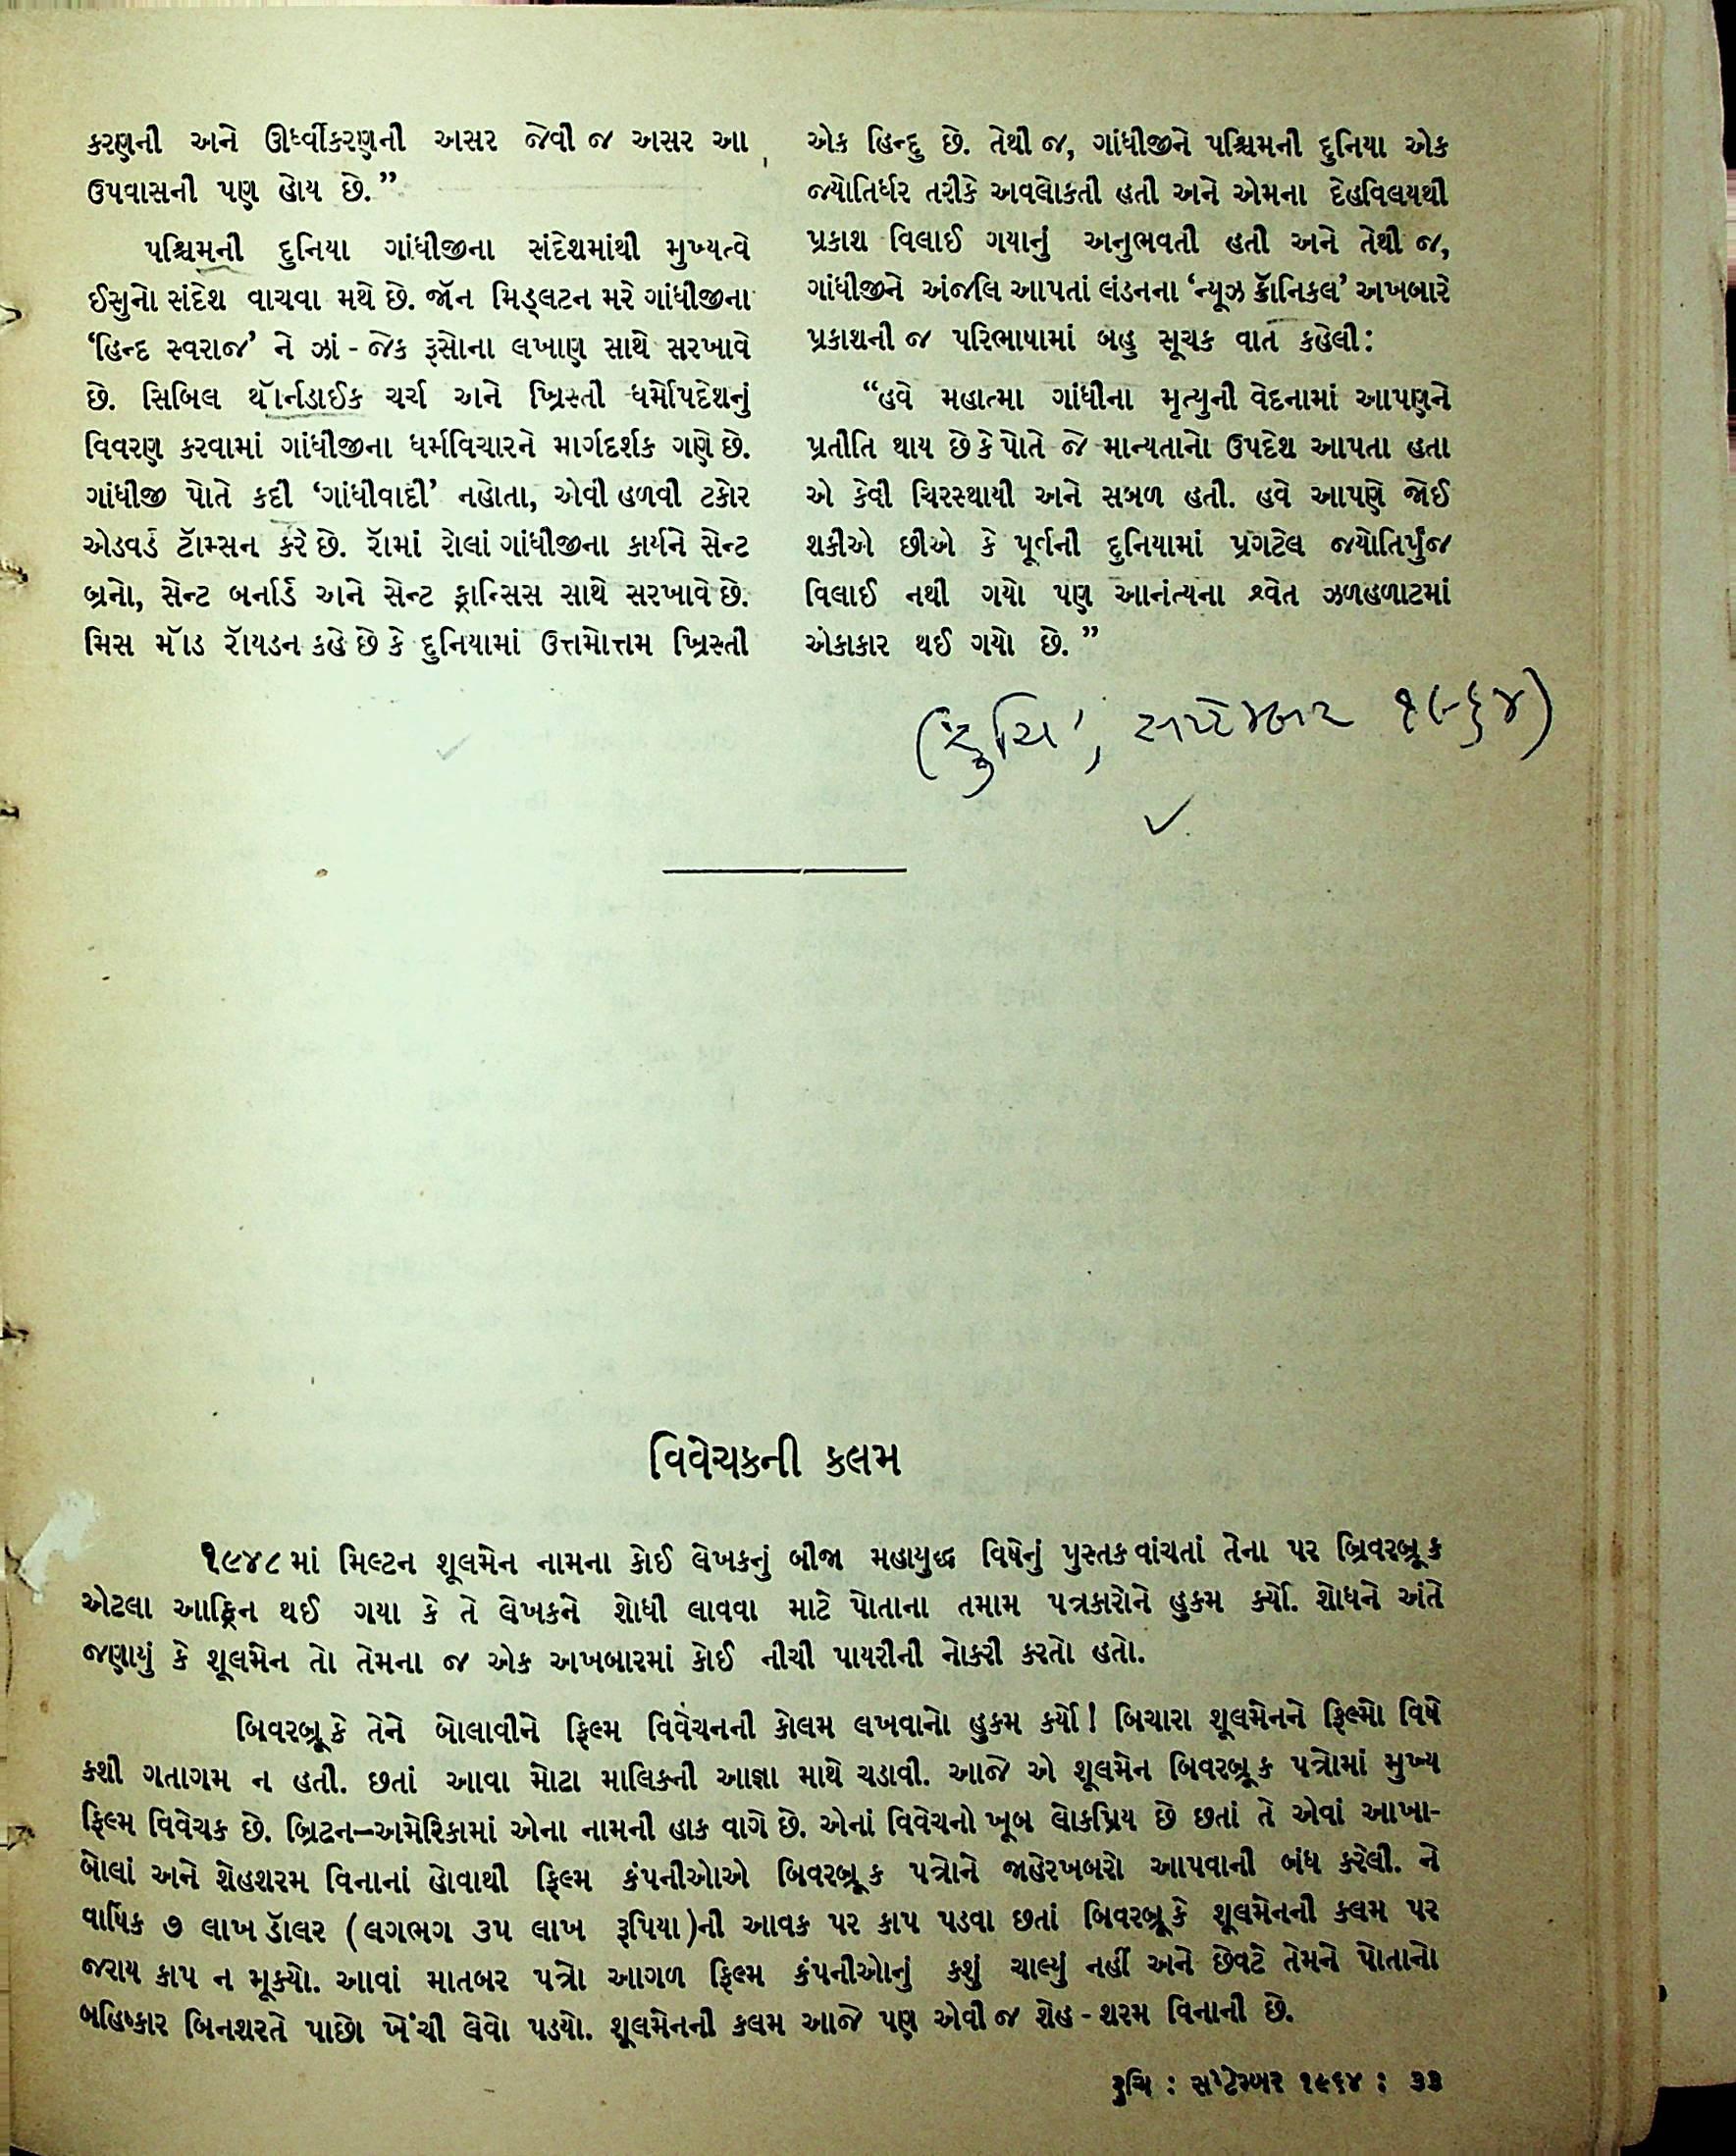 કરણની અને ઊર્ધ્વીકરણની અસર જેવી જ અસર આ
ઉપવાસની પણ હોય છે.”
પશ્ચિમની દુનિયા ગાંધીજીના સંદેશમાંથી મુખ્યત્વે
ઈસુનો સંદેશ વાચવા મથે છે. જૉન મિડ્લટન મરે ગાંધીજીના
‘હિન્દ સ્વરાજ’ ને ઝાં - જેક રૂસોના લખાણ સાથે સરખાવે
છે. સિબિલ થૉર્નડાઈક ચર્ચ અને ખ્રિસ્તી ધર્મોપદેશનું
વિવરણ કરવામાં ગાંધીજીના ધર્મવિચારને માર્ગદર્શક ગણે છે.
ગાંધીજી પોતે કદી ‘ગાંધીવાદી’ નહોતા, એવી હળવી ટકોર
એડવર્ડ ટૉમ્સન કરે છે. રૉમાં રોલાં ગાંધીજીના કાર્યને સેન્ટ
બ્રનો, સેન્ટ બર્નાર્ડ અને સેન્ટ ફ્રાન્સિસ સાથે સરખાવે છે.
મિસ મૉડ રૉયડન કહે છે કે દુનિયામાં ઉત્તમોત્તમ ખ્રિસ્તી
એક હિન્દુ છે. તેથી જ, ગાંધીજીને પશ્ચિમની દુનિયા એક
જ્યોતિર્ધર તરીકે અવલોકતી હતી અને એમના દેહવિલયથી
પ્રકાશ વિલાઈ ગયાનું અનુભવતી હતી અને તેથી જ,
ગાંધીજીને અંજલિ આપતાં લંડનના ‘ન્યૂઝ ક્રૉનિકલ’ અખબારે
પ્રકાશની જ પરિભાષામાં બહુ સૂચક વાત કહેલી:
“હવે મહાત્મા ગાંધીના મૃત્યુની વેદનામાં આપણને
પ્રતીતિ થાય છે કે પોતે જે માન્યતાનો ઉપદેશ આપતા હતા
એ કેવી ચિરસ્થાયી અને સબળ હતી. હવે આપણે જોઈ
શકીએ છીએ કે પૂર્વની દુનિયામાં પ્રગટેલ જ્યોતિર્પુંજ
વિલાઈ નથી ગયો પણ આનંત્યના શ્વેત ઝળહળાટમાં
એકાકાર થઈ ગયો છે.”
(‘રુચિ’, સપ્ટેમ્બર ૧૯૬૪)
વિવેચકની કલમ
૧૯૪૮ માં મિલ્ટન શૂલમેન નામના કોઈ લેખકનું બીજા મહાયુદ્ધ વિષેનું પુસ્તક વાંચતાં તેના પર બ્રિવરબ્રૂક
એટલા આફ્રિન થઈ ગયા કે તે લેખકને શોધી લાવવા માટે પોતાના તમામ પત્રકારોને હુકમ કર્યો. શોધને અંતે
જણાયું કે શૂલમેન તો તેમના જ એક અખબારમાં કોઈ નીચી પાયરીની નોકરી કરતો હતો.
બિવરબ્રૂકે તેને બોલાવીને ફિલ્મ વિવેચનની કોલમ લખવાનો હુકમ કર્યો! બિચારા શૂલમેનને ફિલ્મો વિષે
કશી ગતાગમ ન હતી. છતાં આવા મોટા માલિકની આજ્ઞા માથે ચડાવી. આજે એ શૂલમેન બિવરબ્રૂક પત્રોમાં મુખ્ય
ફિલ્મ વિવેચક છે. બ્રિટન–અમેરિકામાં એના નામની હાક વાગે છે. એનાં વિવેચનો ખૂબ લોકપ્રિય છે છતાં તે એવાં આખા-
બોલાં અને શેહશરમ વિનાનાં હોવાથી ફિલ્મ કંપનીઓએ બિવરબ્રૂક પત્રોને જાહેરખબરો આપવાની બંધ કરેલી. ને
વાર્ષિક ૭ લાખ ડૉલર (લગભગ ૩૫ લાખ રૂપિયા)ની આવક પર કાપ પડવા છતાં બિવરબ્રૂકે શૂલમેનની કલમ પર
જરાય કાપ ન મૂક્યો. આવાં માતબર પત્રો આગળ ફિલ્મ કંપનીઓનું કશું ચાલ્યું નહીં અને છેવટે તેમને પોતાનો
બહિષ્કાર બિનશરતે પાછો ખેંચી લેવો પડયો. શૂલમેનની કલમ આજે પણ એવી જ શેહ - શરમ વિનાની છે.
રુચિ : સપ્ટેમ્બર ૧૯૬૪ : ૩૩